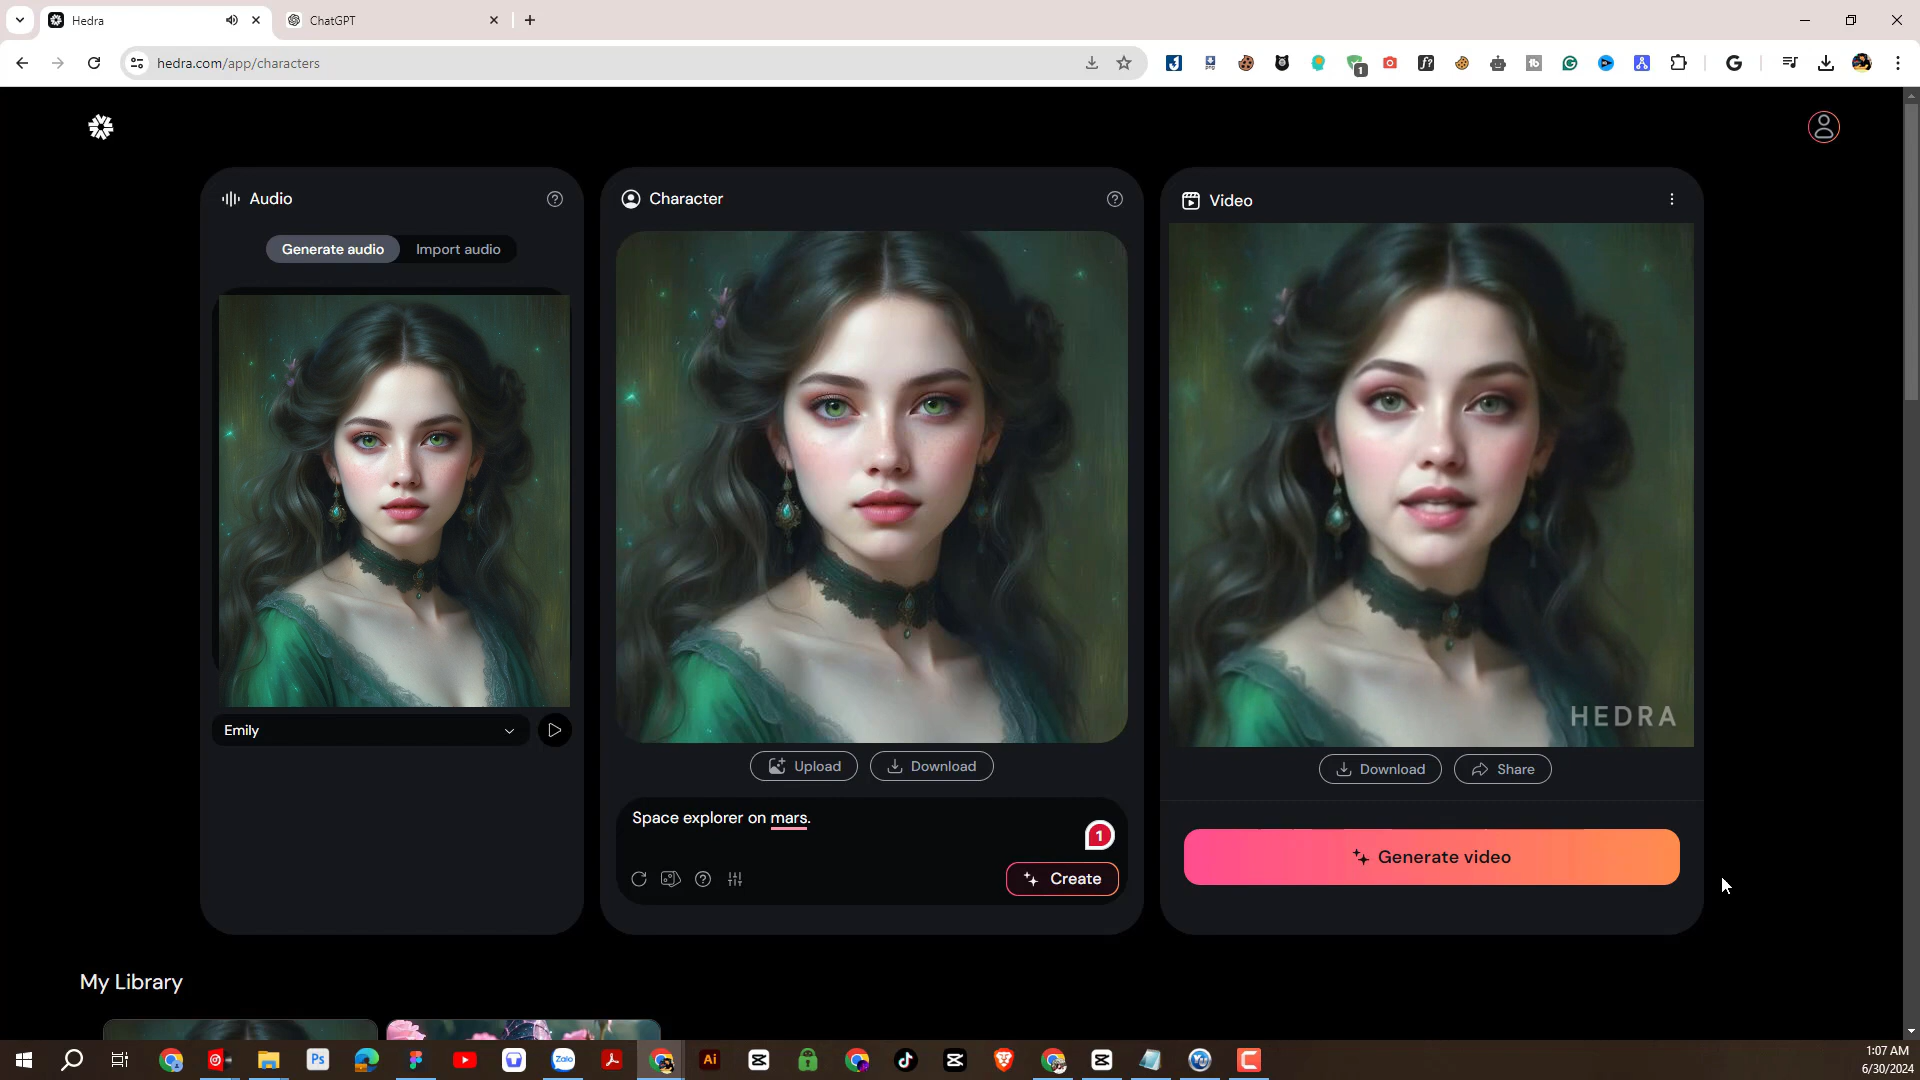 Hedra
ChatGPT
hedra.com/app/characters
1
Audio
Generate audio
Import audio
Emily
Character
Upload
Download
Space explorer on mars.
1
Create
Video
HEDRA
Download
Share
Generate video
My Library
1:07 AM
6/30/2024